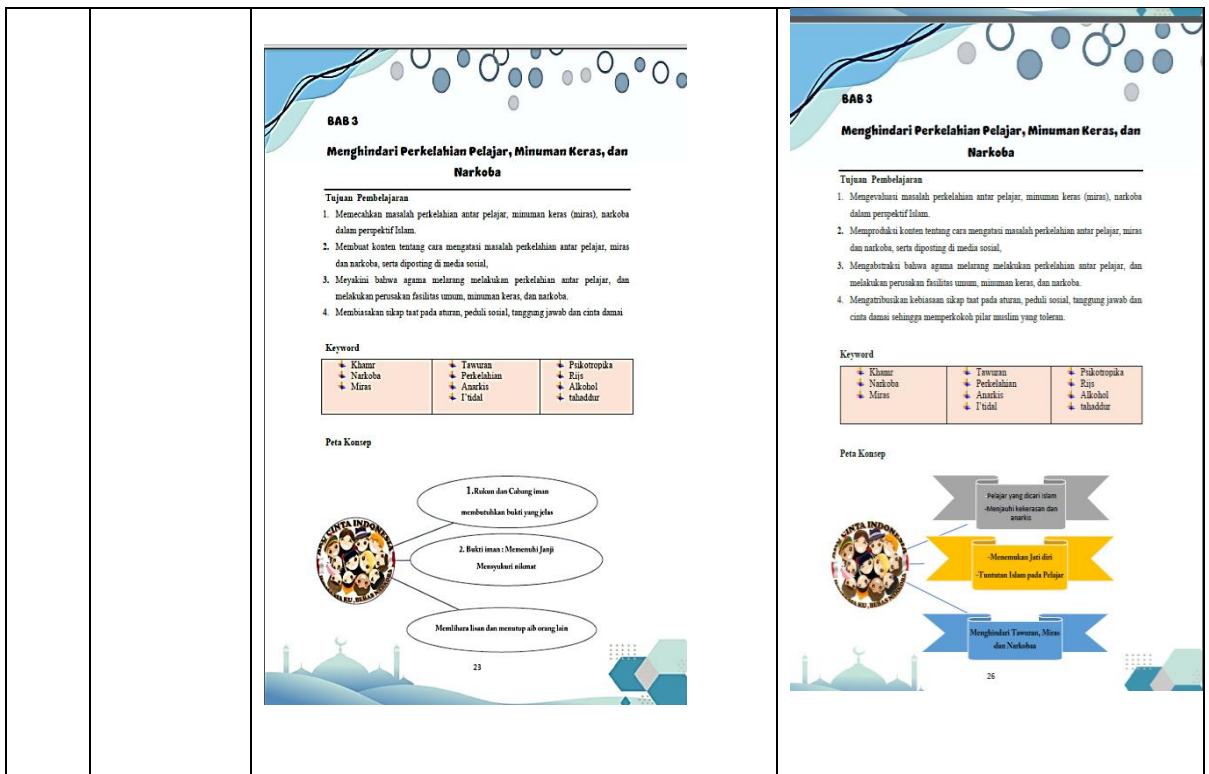 BAB 3
Menghindari Perkelahian Pelajar, Minuman Keras, dan
Narkoba
Tujuan Pembelajaran
1. Memecahkan masalah perkelahian antar pelajar, minuman keras (miras), narkoba
dalam perspektif Islam.
2. Membuat konten tentang cara mengatasi masalah perkelahian antar pelajar, miras
dan narkoba, serta diposting di media sosial,
3. Meyakini bahwa agama melarang melakukan perkelahian antar pelajar, dan
melakukan perusakan fasilitas umum, minuman keras, dan narkoba.
4. Membiasakan sikap taat pada aturan, peduli sosial, tanggung jawab dan cinta damai
Keyword
Khamr
Narkoba
Miras
Tawuran
Perkelahian
Anarkis
I'tidal
Psikotropika
Rijs
Alkohol
tahaddur
Peta Konsep
1.Rukun dan Cabang iman
membutuhkan bukti yang jelas
2. Bukti iman : Memenuhi Janji
Mensyukuri nikmat
Memlihara lisan dan menutup aib orang lain
CINTA INDONESIA
23
BAB 3
Menghindari Perkelahian Pelajar, Minuman Keras, dan
Narkoba
Tujuan Pembelajaran
1. Mengevaluasi masalah perkelahian antar pelajar, minuman keras (miras), narkoba
dalam perspektif Islam.
2. Memproduksi konten tentang cara mengatasi masalah perkelahian antar pelajar, miras
dan narkoba, serta diposting di media sosial,
3. Mengabstraksi bahwa agama melarang melakukan perkelahian antar pelajar, dan
melakukan perusakan fasilitas umum, minuman keras, dan narkoba.
4. Mengatribusikan kebiasaan sikap taat pada aturan, peduli sosial, tanggung jawab dan
cinta damai sehingga memperkokoh pilar muslim yang toleran.
Keyword
Khamr
Narkoba
Miras
Tawuran
Perkelahian
Anarkis
I'tidal
Psikotropika
Rijs
Alkohol
tahaddur
Peta Konsep
-Pelajar yang dicari islam
-Menjauhi kekerasan dan
anarkis
-Menemukan Jati diri
-Tuntutan Islam pada Pelajar
Menghindari Tawuran, Miras
dan Narkobaa
26